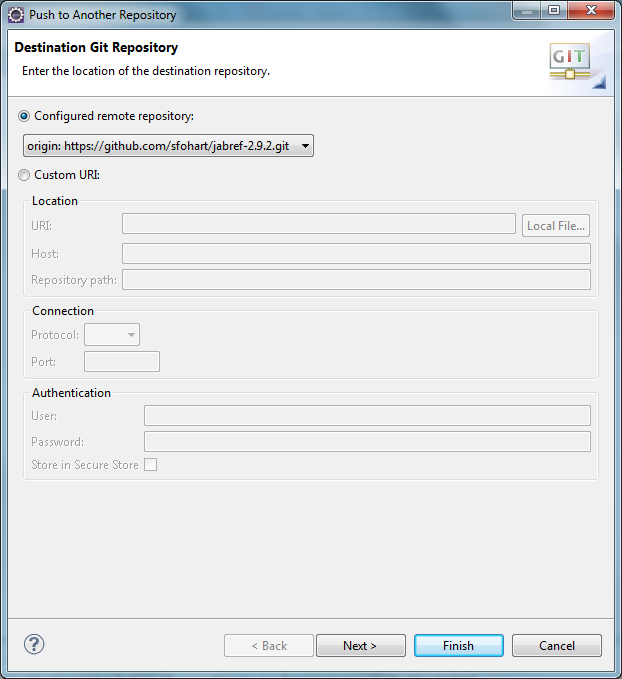 Push to Another Repository
Destination Git Repository
Enter the location of the destination repository.
GIT
Configured remote repository:
origin: https://github.com/sfohart/jabref-2.9.2.git
Custom URI:
Location
URI:
Local File...
Host:
Repository path:
Connection
Protocol:
Port:
Authentication
User:
Password:
Store in Secure Store
?
< Back
Next >
Finish
Cancel